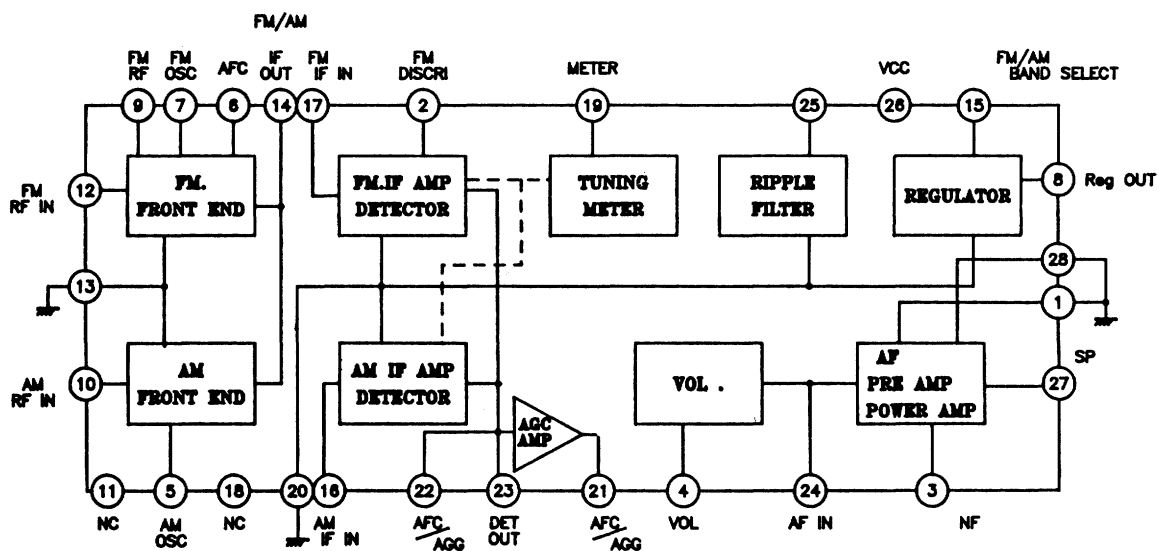 FM/AM
FM RF
FM OSC
AFC
IF OUT
FM IF IN
FM DISCRI
METER
VCC
FM/AM BAND SELECT
9
7
6
14
17
2
19
25
26
15
12
FM RF IN
FM. FRONT END
FM.IF AMP DETECTOR
TUNING METER
RIPPLE FILTER
REGULATOR
8
Reg OUT
13
28
1
10
AM RF IN
AM FRONT END
AM IF AMP DETECTOR
VOL .
AF PRE AMP POWER AMP
SP
27
AGC AMP
11
5
18
20
16
22
23
21
4
24
3
NC
AM OSC
NC
AM IF IN
AFC/AGG
DET OUT
AFC/AGG
VOL
AF IN
NF